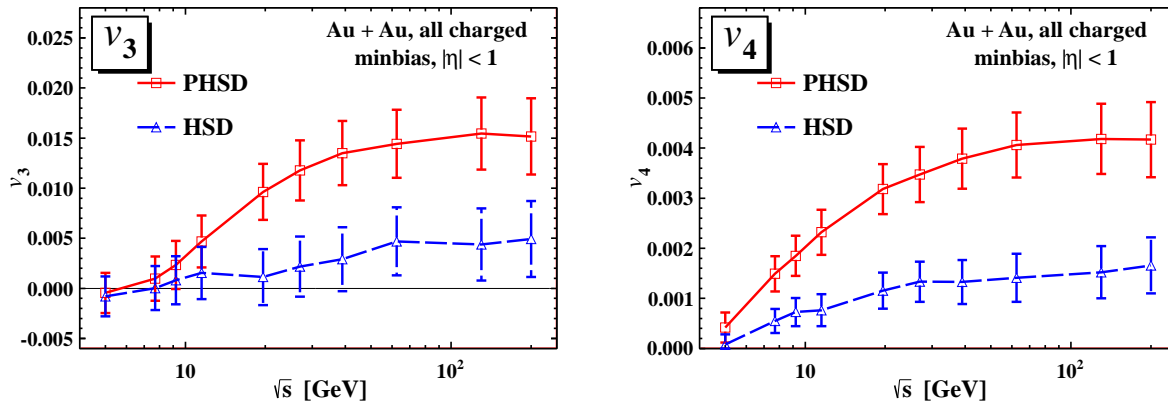 v3
Au + Au, all charged
minbias, |η| < 1
PHSD
HSD
0.025
0.020
0.015
0.010
0.005
0.000
-0.005
v3
10
10²
√s [GeV]
v4
Au + Au, all charged
minbias, |η| < 1
PHSD
HSD
0.006
0.005
0.004
0.003
0.002
0.001
0.000
v4
10
10²
√s [GeV]